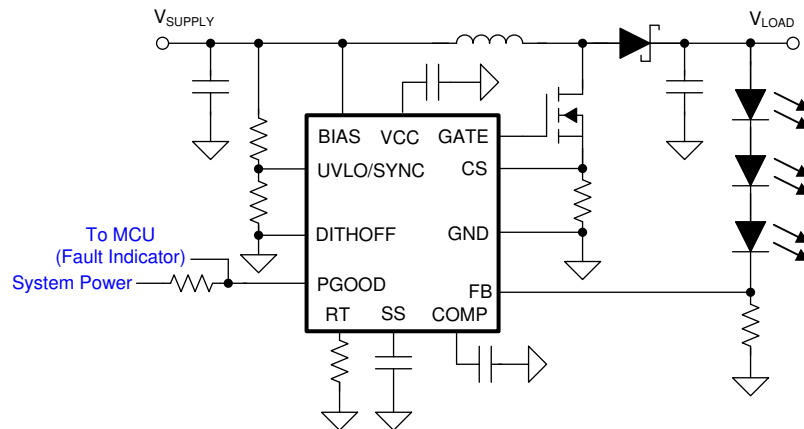 VSUPPLY
VLOAD
BIAS
VCC
GATE
UVLO/SYNC
CS
DITHOFF
GND
To MCU
(Fault Indicator)
System Power
PGOOD
FB
RT
SS
COMP